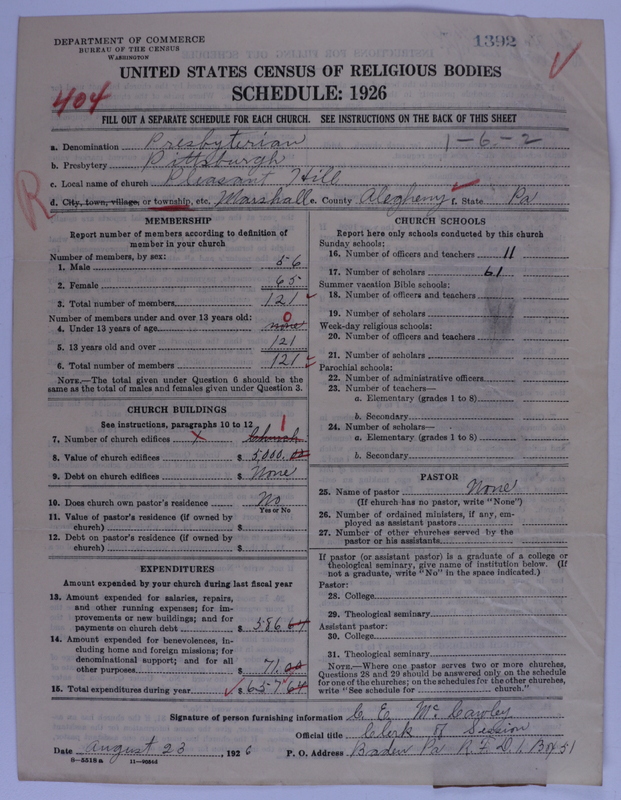 DEPARTMENT OF COMMERCE
BUREAU OF THE CENSUS
WASHINGTON
1392
UNITED STATES CENSUS OF RELIGIOUS BODIES
SCHEDULE: 1926
404
FILL OUT A SEPARATE SCHEDULE FOR EACH CHURCH. SEE INSTRUCTIONS ON THE BACK OF THIS SHEET
a. Denomination Presbyterian 1-6-2
b. Presbytery Pittsburgh
c. Local name of church Pleasant Hill
R
d. City, town, village, or township, etc. Marshall e. County Alegheny f. State Pa
MEMBERSHIP
Report number of members according to definition of
member in your church
Number of members, by sex:
1. Male 56
2. Female 65
3. Total number of members 121
Number of members under and over 13 years old: 0
4. Under 13 years of age none
5. 13 years old and over 121
6. Total number of members 121
NOTE.—The total given under Question 6 should be the
same as the total of males and females given under Question 3.
CHURCH BUILDINGS
See instructions, paragraphs 10 to 12 1
7. Number of church edifices x Church
8. Value of church edifices $ 5,000.00
9. Debt on church edifices $ None
10. Does church own pastor's residence No
Yes or No
11. Value of pastor's residence (if owned by
church) $
12. Debt on pastor's residence (if owned by
church) $
EXPENDITURES
Amount expended by your church during last fiscal year
13. Amount expended for salaries, repairs,
and other running expenses; for im-
provements or new buildings; and for
payments on church debt $ 586 64
14. Amount expended for benevolences, in-
cluding home and foreign missions; for
denominational support; and for all
other purposes $ 71.00
15. Total expenditures during year $ 657 64
CHURCH SCHOOLS
Report here only schools conducted by this church
Sunday schools:
16. Number of officers and teachers 11
17. Number of scholars 61
Summer vacation Bible schools:
18. Number of officers and teachers
19. Number of scholars
Week-day religious schools:
20. Number of officers and teachers
21. Number of scholars
Parochial schools:
22. Number of administrative officers
23. Number of teachers—
a. Elementary (grades 1 to 8)
b. Secondary
24. Number of scholars—
a. Elementary (grades 1 to 8)
b. Secondary
PASTOR
25. Name of pastor None
(If church has no pastor, write "None")
26. Number of ordained ministers, if any, em-
ployed as assistant pastors
27. Number of other churches served by the
pastor or his assistants
If pastor (or assistant pastor) is a graduate of a college or
theological seminary, give name of institution below. (If
not a graduate, write "No" in the space indicated.)
Pastor:
28. College
29. Theological seminary
Assistant pastor:
30. College
31. Theological seminary
NOTE.—Where one pastor serves two or more churches,
Questions 28 and 29 should be answered only on the schedule
for one of the churches; on the schedules for the other churches,
write "See schedule for church."
Signature of person furnishing information C E McCawley
Official title Clerk of Session
Date August 23, 1926 P. O. Address Baden Pa R.F.D. 1 Box 51
8—5518 a 11—90546